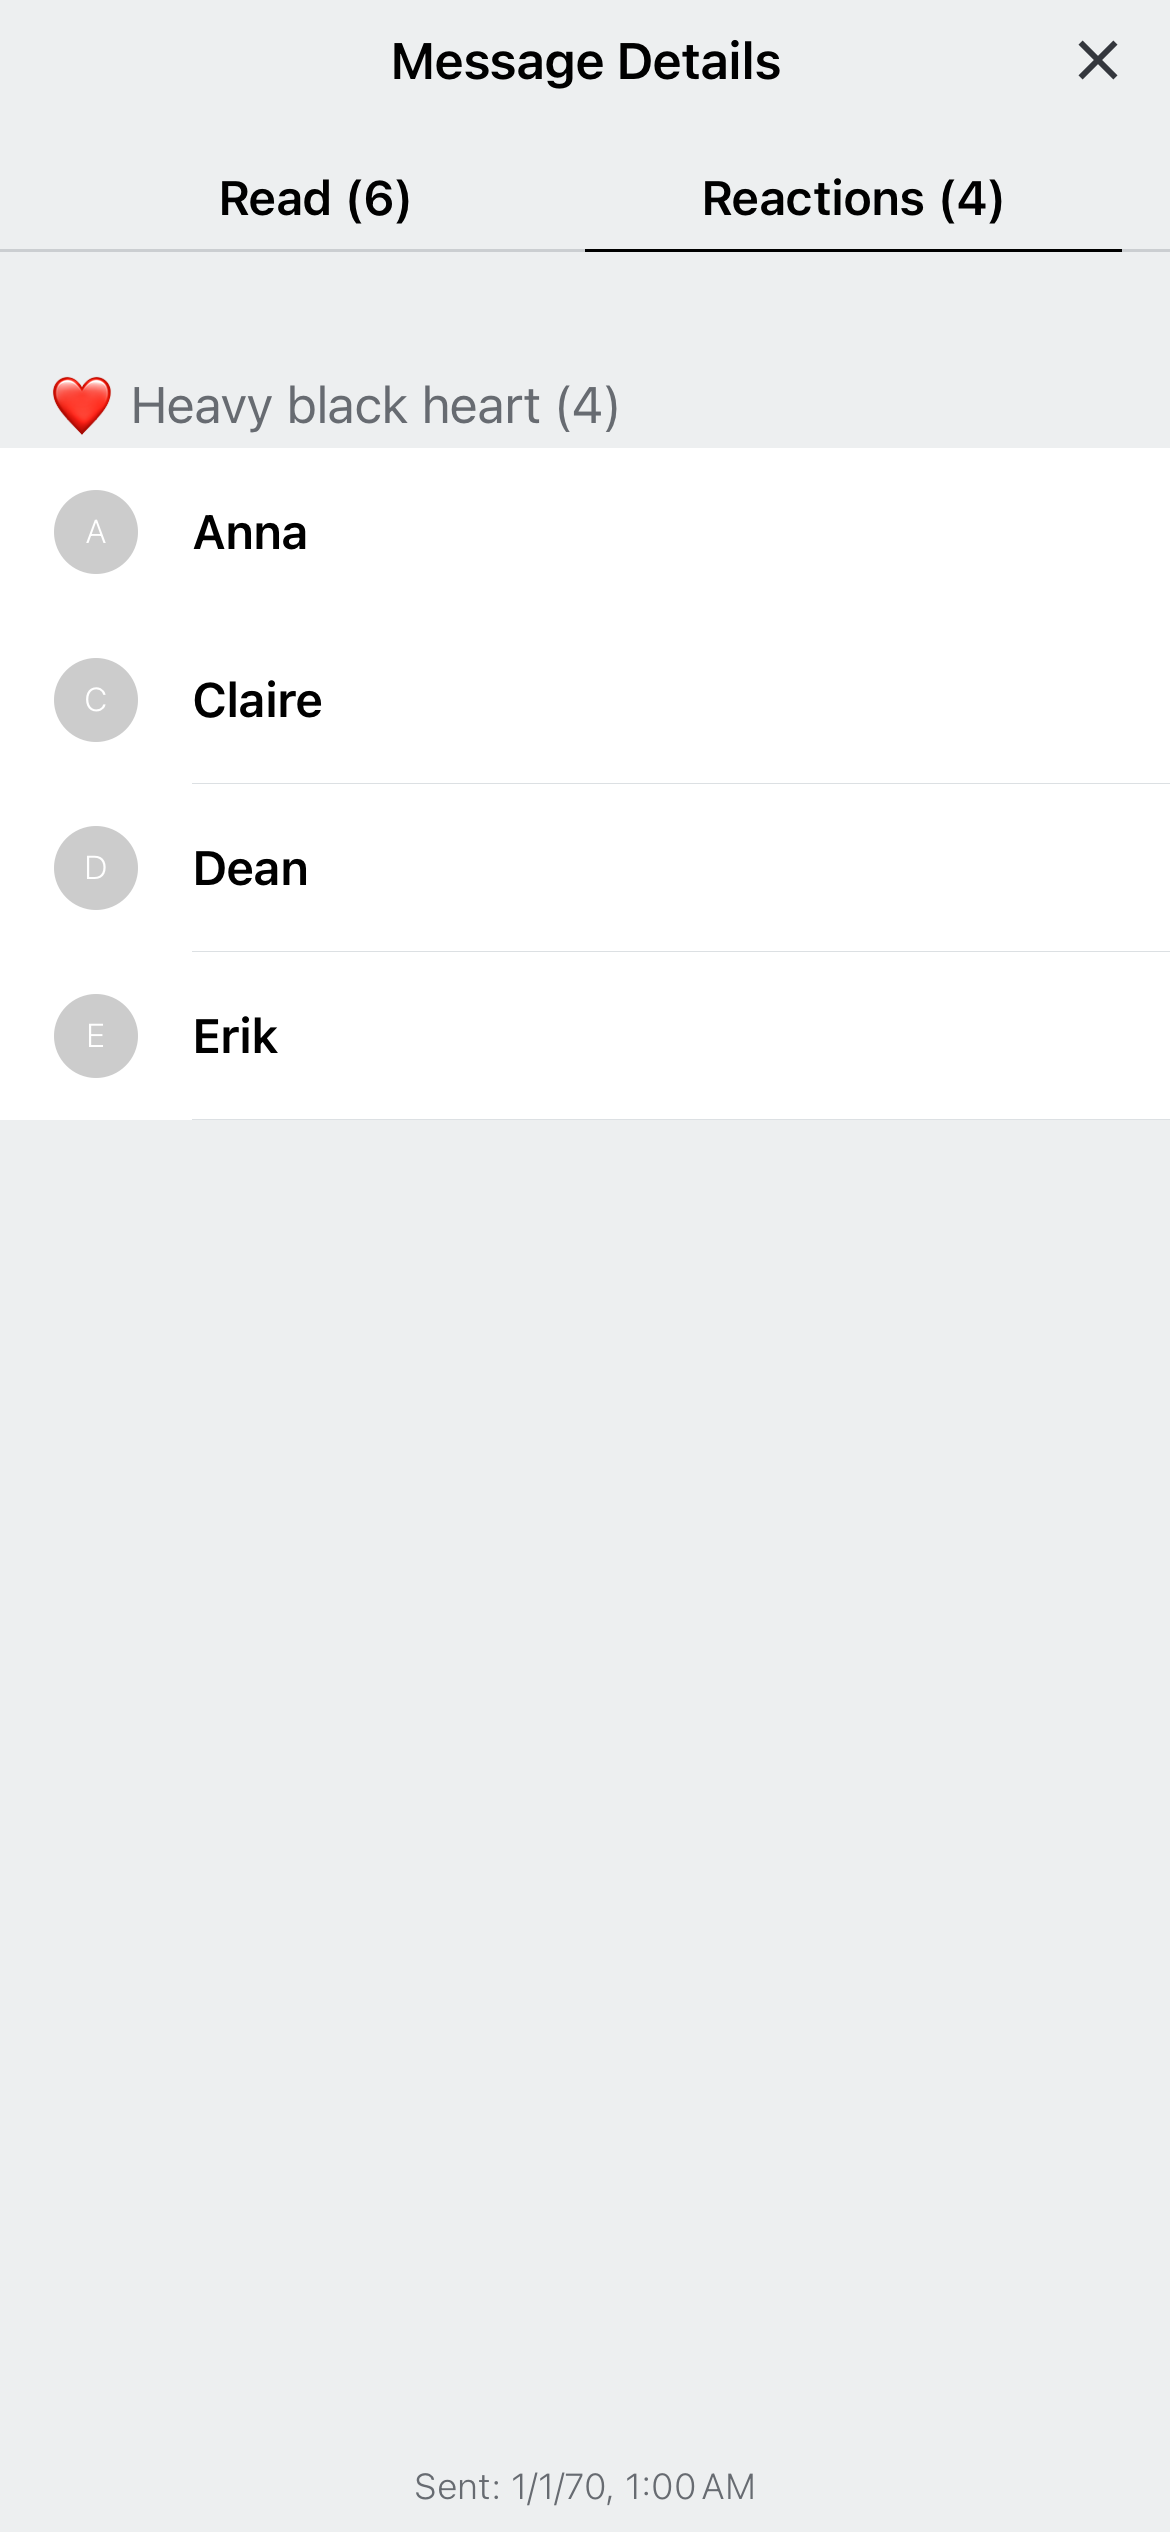 Message Details
Read (6)
Reactions (4)
❤️ Heavy black heart (4)
A
Anna
C
Claire
D
Dean
E
Erik
Sent: 1/1/70, 1:00 AM